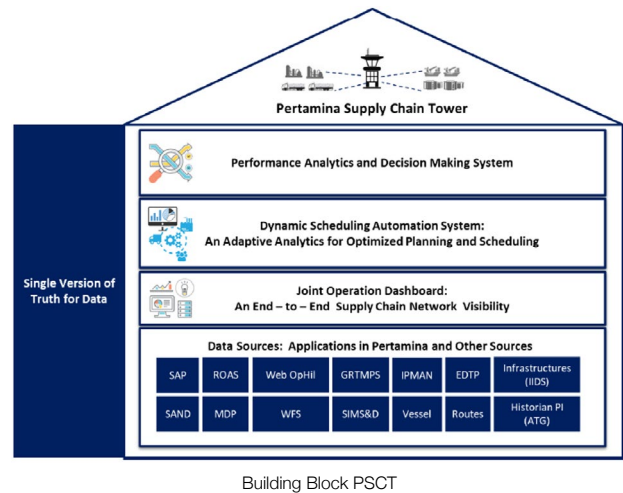 Pertamina Supply Chain Tower
Performance Analytics and Decision Making System
Dynamic Scheduling Automation System:
An Adaptive Analytics for Optimized Planning and Scheduling
Single Version of
Truth for Data
Joint Operation Dashboard:
An End – to – End Supply Chain Network Visibility
Data Sources: Applications in Pertamina and Other Sources
SAP ROAS Web OpHil GRTMPS IPMAN EDTP Infrastructures
(IIDS)
SAND MDP WFS SIMS&D Vessel Routes Historian PI
(ATG)
Building Block PSCT